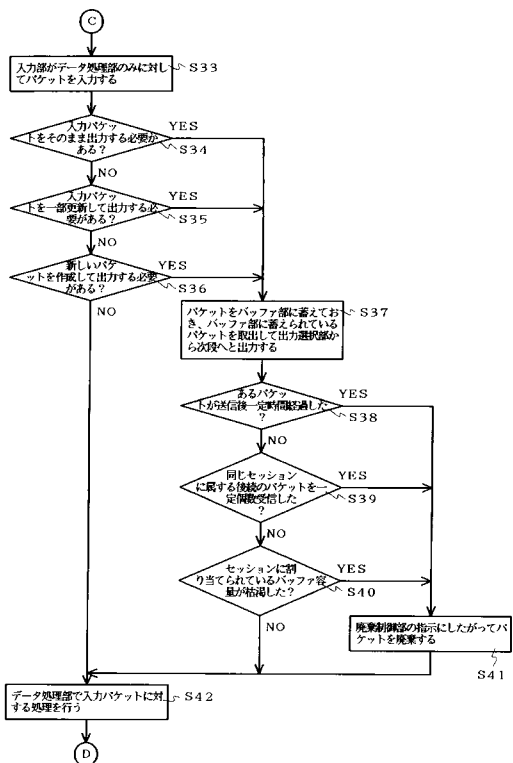 C
入力部がデータ処理部のみに対し
てパケットを入力する
S33
入力パケッ
トをそのまま出力する必要が
ある?
YES
S34
NO
入力パケッ
トを一部更新して出力する必
要がある?
YES
S35
NO
新しいパケ
ットを作成して出力する必要
がある?
YES
S36
NO
パケットをバッファ部に蓄えてお
き、バッファ部に蓄えられている
パケットを取出して出力選択部か
ら次段へと出力する
S37
あるパケッ
トが送信後一定時間経過した
?
YES
S38
NO
同じセッション
に属する後続のパケットを一
定個数受信した
?
YES
S39
NO
セッションに割
り当てられているバッファ容
量が枯渇した?
YES
S40
NO
廃棄制御部の指示にしたがってパ
ケットを廃棄する
S41
データ処理部で入力パケットに対
する処理を行う
S42
D